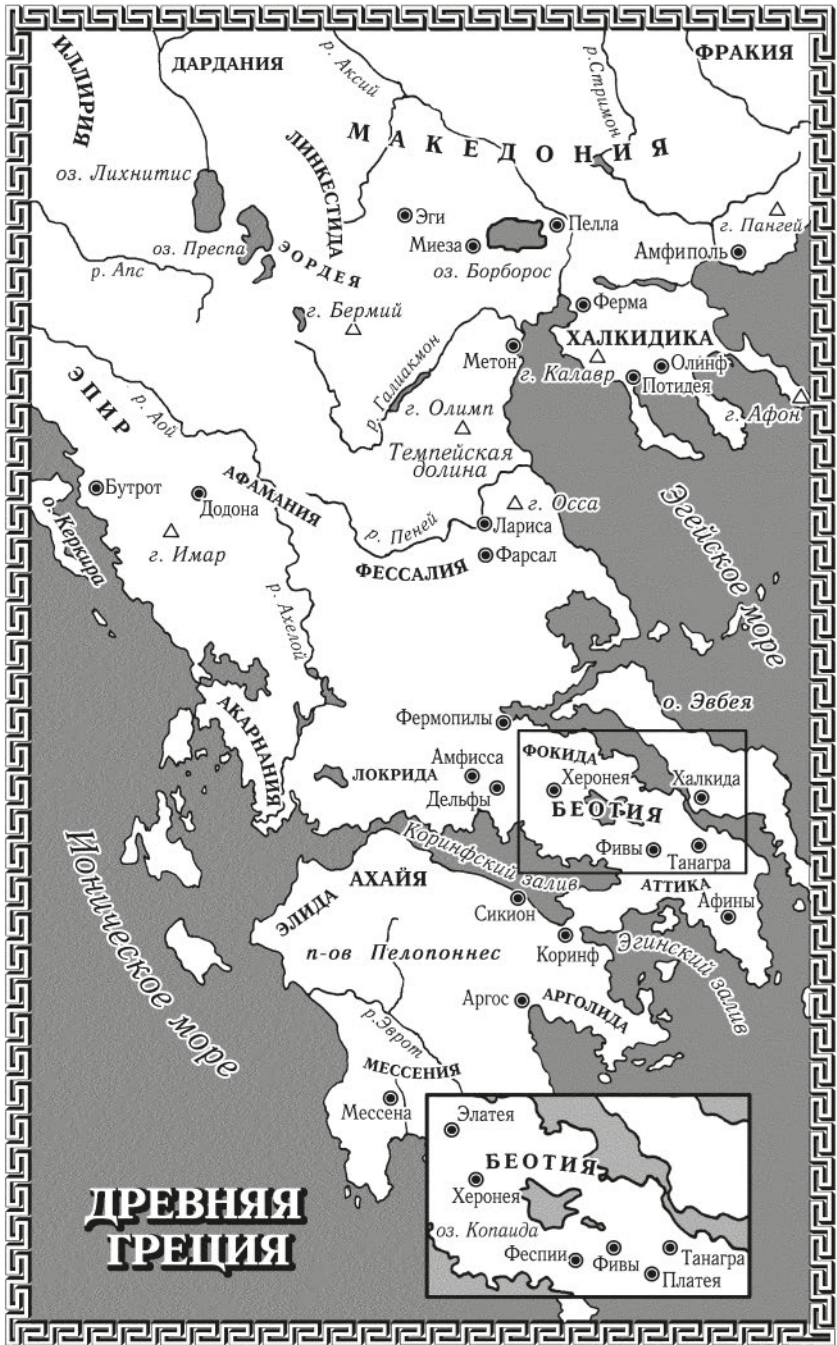 ИЛЛИРИЯ
ДАРДАНИЯ
р. Аксий
р.Стримон
ФРАКИЯ
МАКЕДОНИЯ
ЛИНКЕСТИДА
оз. Лихнитис
Эги
Пелла
г. Пангей
Миеза
оз. Преспа
ЭОРДЕЯ
оз. Борборос
Амфиполь
р. Апс
г. Бермий
Ферма
ХАЛКИДИКА
Метон
г. Калавр
Олинф
Потидея
р. Галиакмон
г. Афон
ЭПИР
р. Аой
г. Олимп
Темпейская
долина
АФАМАНИЯ
Бутрот
Додона
о. Керкира
г. Имар
г. Осса
р. Пеней
Лариса
Фарсал
ФЕССАЛИЯ
Эгейское море
р. Ахелой
АКАРНАНИЯ
о. Эвбея
Фермопилы
ФОКИДА
Амфисса
ЛОКРИДА
Дельфы
Херонея
Халкида
БЕОТИЯ
Фивы
Танагра
Коринфский залив
АТТИКА
Ионическое море
АХАЙЯ
ЭЛИДА
Сикион
Афины
п-ов Пелопоннес
Коринф
Эгинский залив
Аргос
АРГОЛИДА
р.Эврот
МЕССЕНИЯ
Мессена
Элатея
БЕОТИЯ
Херонея
оз. Копаида
Феспии
Фивы
Танагра
Платея
ДРЕВНЯЯ
ГРЕЦИЯ